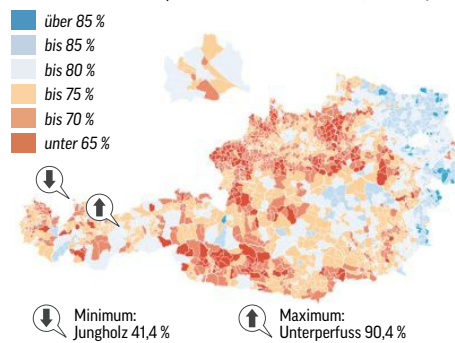 über 85 %
bis 85 %
bis 80 %
bis 75 %
bis 70 %
unter 65 %
Minimum:
Jungholz 41,4 %
Maximum:
Unterperfuss 90,4 %